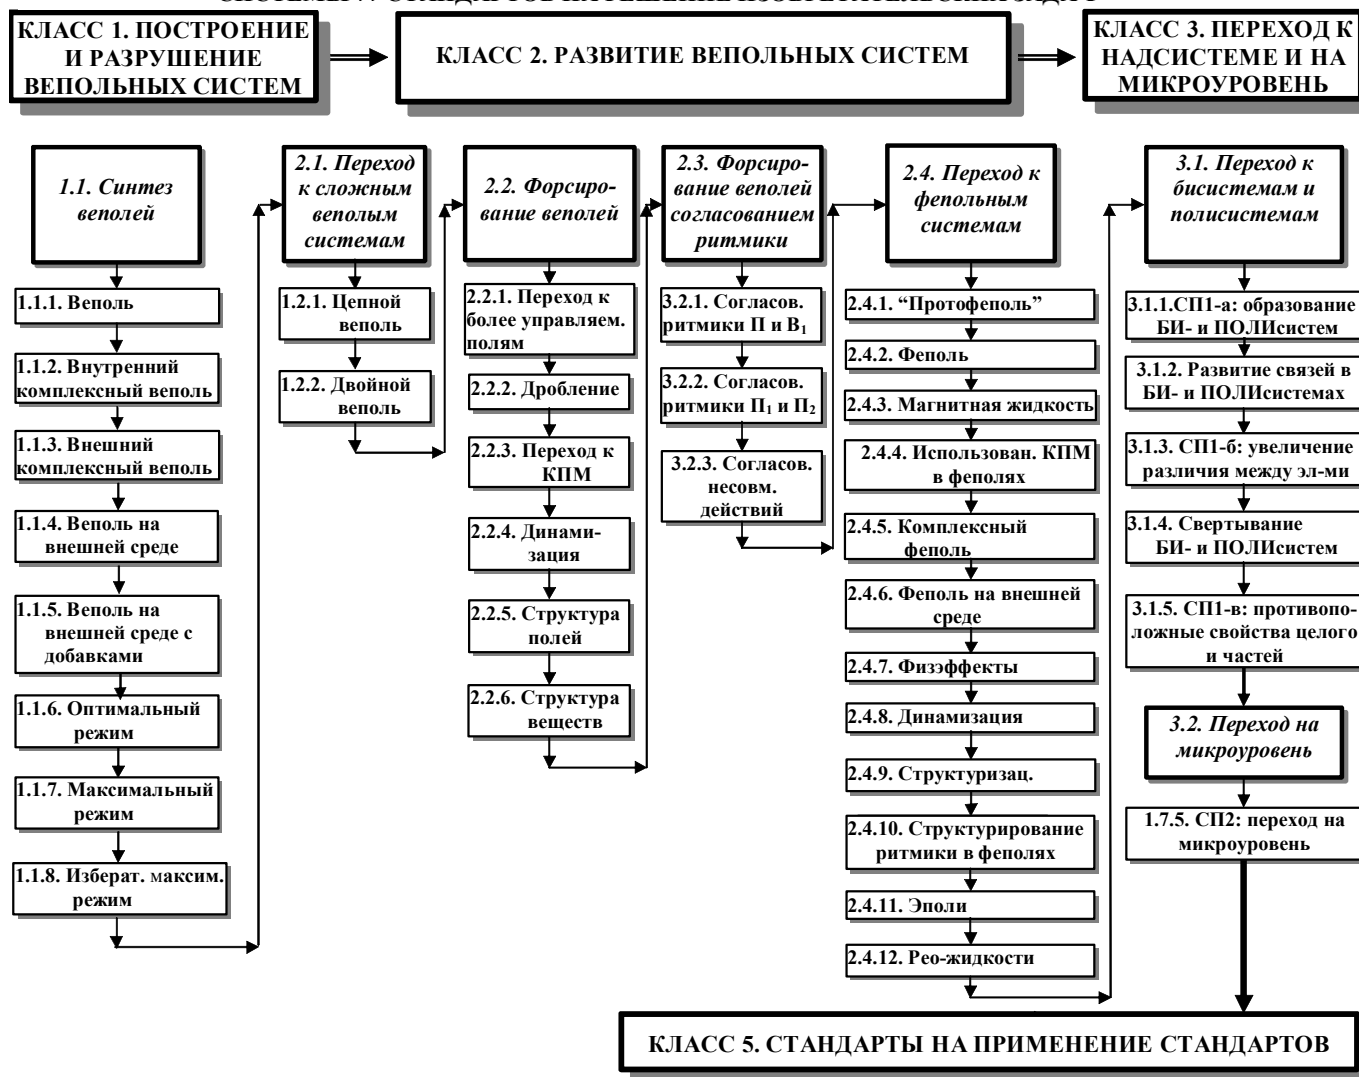 СИСТЕМЫ 77 СТАНДАРТОВ НА РЕШЕНИЕ ИЗОБРЕТАТЕЛЬСКИХ ЗАДАЧ
КЛАСС 1. ПОСТРОЕНИЕ
И РАЗРУШЕНИЕ
ВЕПОЛЬНЫХ СИСТЕМ
КЛАСС 2. РАЗВИТИЕ ВЕПОЛЬНЫХ СИСТЕМ
КЛАСС 3. ПЕРЕХОД К
НАДСИСТЕМЕ И НА
МИКРОУРОВЕНЬ
1.1. Синтез
веполей
1.1.1. Веполь
1.1.2. Внутренний
комплексный веполь
1.1.3. Внешний
комплексный веполь
1.1.4. Веполь на
внешней среде
1.1.5. Веполь на
внешней среде с
добавками
1.1.6. Оптимальный
режим
1.1.7. Максимальный
режим
1.1.8. Изберат. максим.
режим
2.1. Переход
к сложным
веполым
системам
1.2.1. Цепной
веполь
1.2.2. Двойной
веполь
2.2. Форсиро-
вание веполей
2.2.1. Переход к
более управляем.
полям
2.2.2. Дробление
2.2.3. Переход к
КПМ
2.2.4. Динами-
зация
2.2.5. Структура
полей
2.2.6. Структура
веществ
2.3. Форсиро-
вание веполей
согласованием
ритмики
3.2.1. Согласов.
ритмики П и В1
3.2.2. Согласов.
ритмики П1 и П2
3.2.3. Согласов.
несовм.
действий
2.4. Переход к
фепольным
системам
2.4.1. “Протофеполь”
2.4.2. Феполь
2.4.3. Магнитная жидкость
2.4.4. Использован. КПМ
в феполях
2.4.5. Комплексный
феполь
2.4.6. Феполь на внешней
среде
2.4.7. Физэффекты
2.4.8. Динамизация
2.4.9. Структуризац.
2.4.10. Структурирование
ритмики в феполях
2.4.11. Эполи
2.4.12. Рео-жидкости
3.1. Переход к
бисистемам и
полисистемам
3.1.1.СП1-а: образование
БИ- и ПОЛИсистем
3.1.2. Развитие связей в
БИ- и ПОЛИсистемах
3.1.3. СП1-б: увеличение
различия между эл-ми
3.1.4. Свертывание
БИ- и ПОЛИсистем
3.1.5. СП1-в: противопо-
ложные свойства целого
и частей
3.2. Переход на
микроуровень
1.7.5. СП2: переход на
микроуровень
КЛАСС 5. СТАНДАРТЫ НА ПРИМЕНЕНИЕ СТАНДАРТОВ